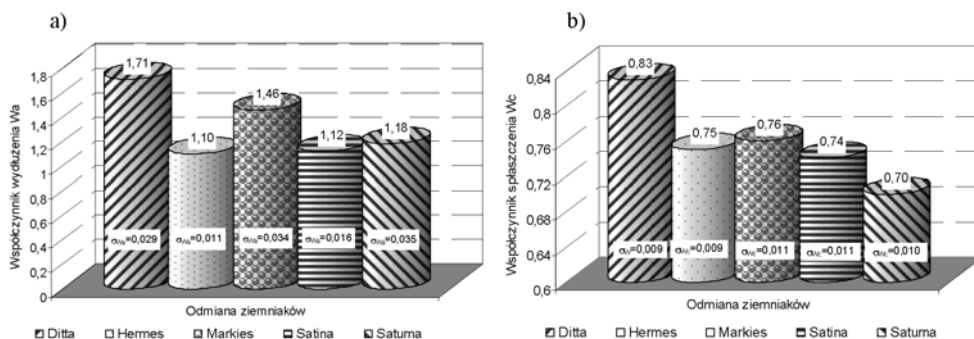 a)
Współczynnik wydłużenia Wa
1,8
1,6
1,4
1,2
1
0,8
0,6
0,4
0,2
0
1,71
1,10
1,46
1,12
1,18
σWa=0,029
σWa=0,011
σWa=0,034
σWa=0,016
σWa=0,035
Odmiana ziemniaków
Ditta Hermes Markies Satina Saturna
b)
Współczynnik spłaszczenia Wc
0,84
0,8
0,76
0,72
0,68
0,64
0,6
0,83
0,75
0,76
0,74
0,70
σW=0,009
σWc=0,009
σWc=0,011
σWc=0,011
σWc=0,010
Odmiana ziemniaków
Ditta Hermes Markies Satina Saturna